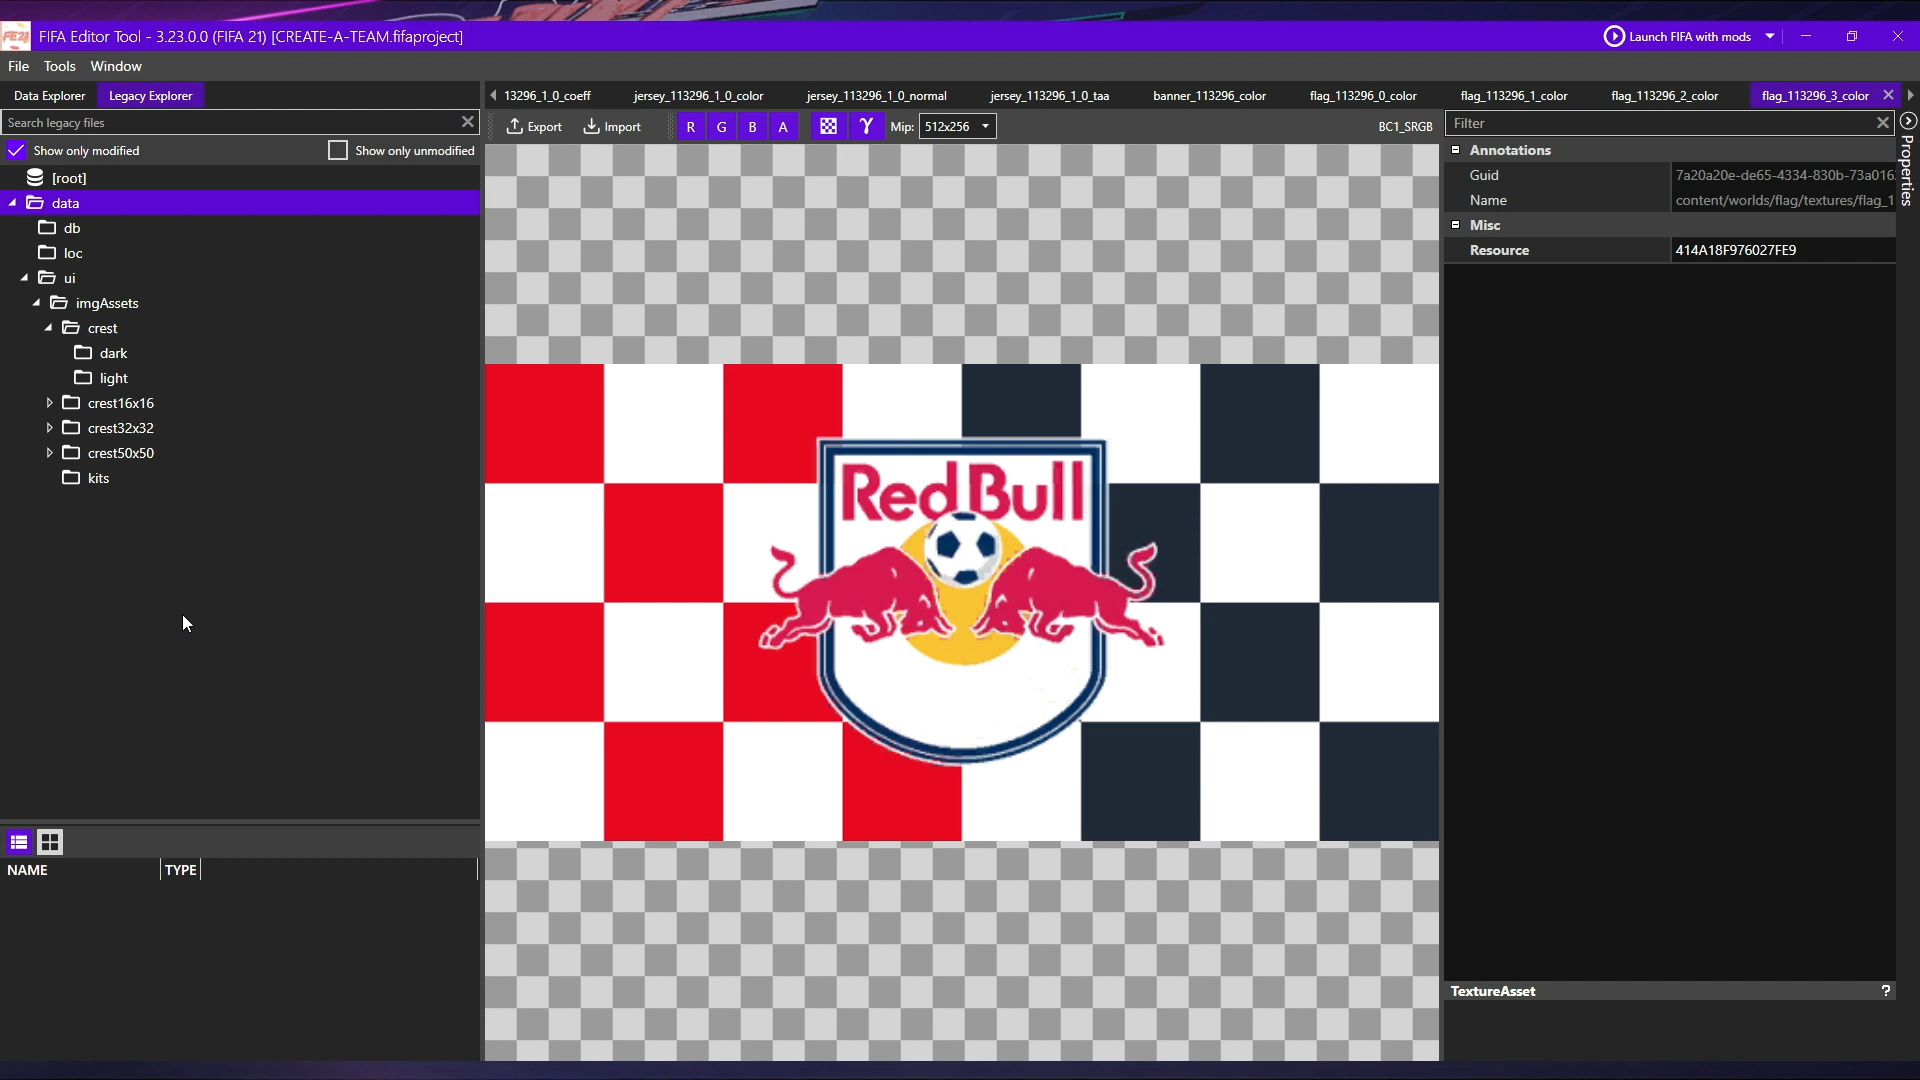 FIFA Editor Tool - 3.23.0.0 (FIFA 21) [CREATE-A-TEAM.fifaproject]
Launch FIFA with mods
File Tools Window
Data Explorer Legacy Explorer
13296_1_0_coeff jersey_113296_1_0_color jersey_113296_1_0_normal jersey_113296_1_0_taa banner_113296_color flag_113296_0_color flag_113296_1_color flag_113296_2_color flag_113296_3_color
Search legacy files
Export Import R G B A γ Mip: 512x256 BC1_SRGB
Filter
Show only modified Show only unmodified
[root]
data
db
loc
ui
imgAssets
crest
dark
light
crest16x16
crest32x32
crest50x50
kits
NAME TYPE
Red Bull
Annotations
Guid 7a20a20e-de65-4334-830b-73a016
Name content/worlds/flag/textures/flag_1
Misc
Resource 414A18F976027FE9
Properties
TextureAsset ?